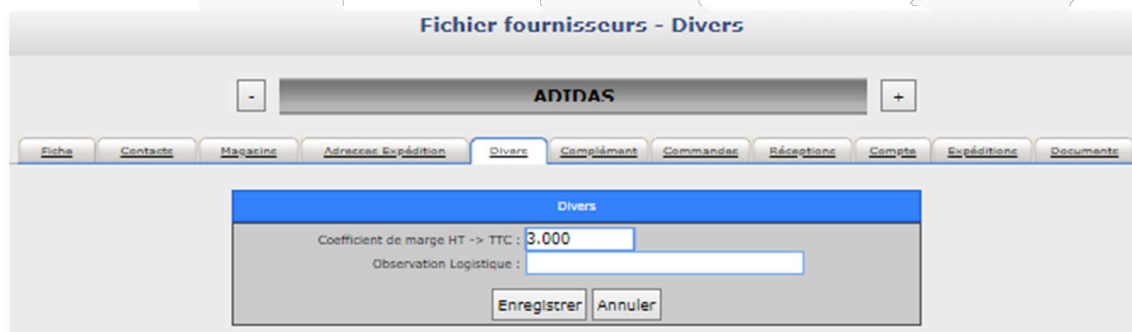 Fichier fournisseurs - Divers
- ADIDAS +
Fiche Contacts Magasins Adresses Expédition Divers Complément Commandes Réceptions Compte Expéditions Documents
Divers
Coefficient de marge HT -> TTC : 3.000
Observation Logistique :
Enregistrer Annuler